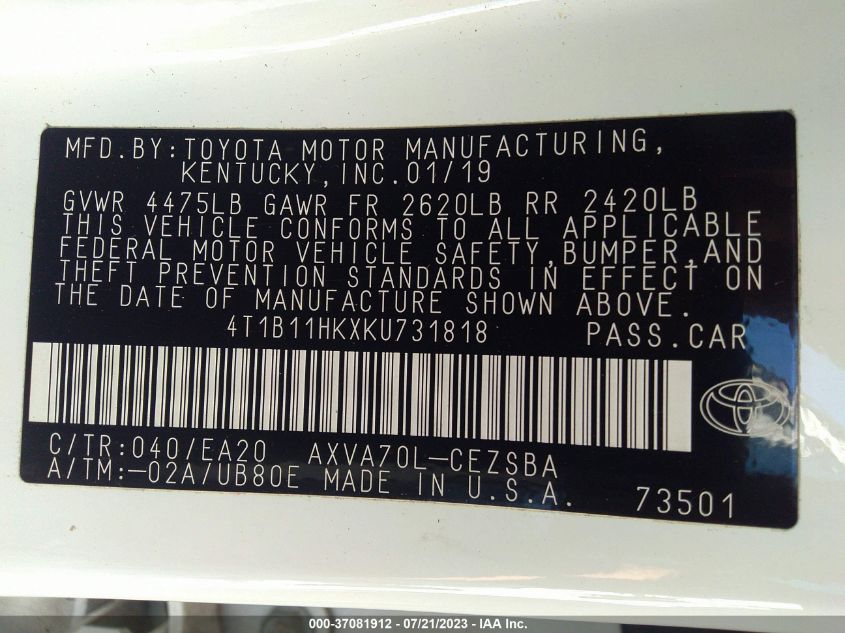 MFD.BY:TOYOTA MOTOR MANUFACTURING,
KENTUCKY,INC.01/19
GVWR 4475LB GAWR FR 2620LB RR 2420LB
THIS VEHICLE CONFORMS TO ALL APPLICABLE
FEDERAL MOTOR VEHICLE SAFETY,BUMPER,AND
THEFT PREVENTION STANDARDS IN EFFECT ON
THE DATE OF MANUFACTURE SHOWN ABOVE.
4T1B11HKXKU731818 PASS.CAR
C/TR:040/EA20 AXVA70L-CEZSBA
A/TM:-02A/UB80E MADE IN U.S.A. 73501
000-37081912 / 07/21/2023 - IAA Inc.